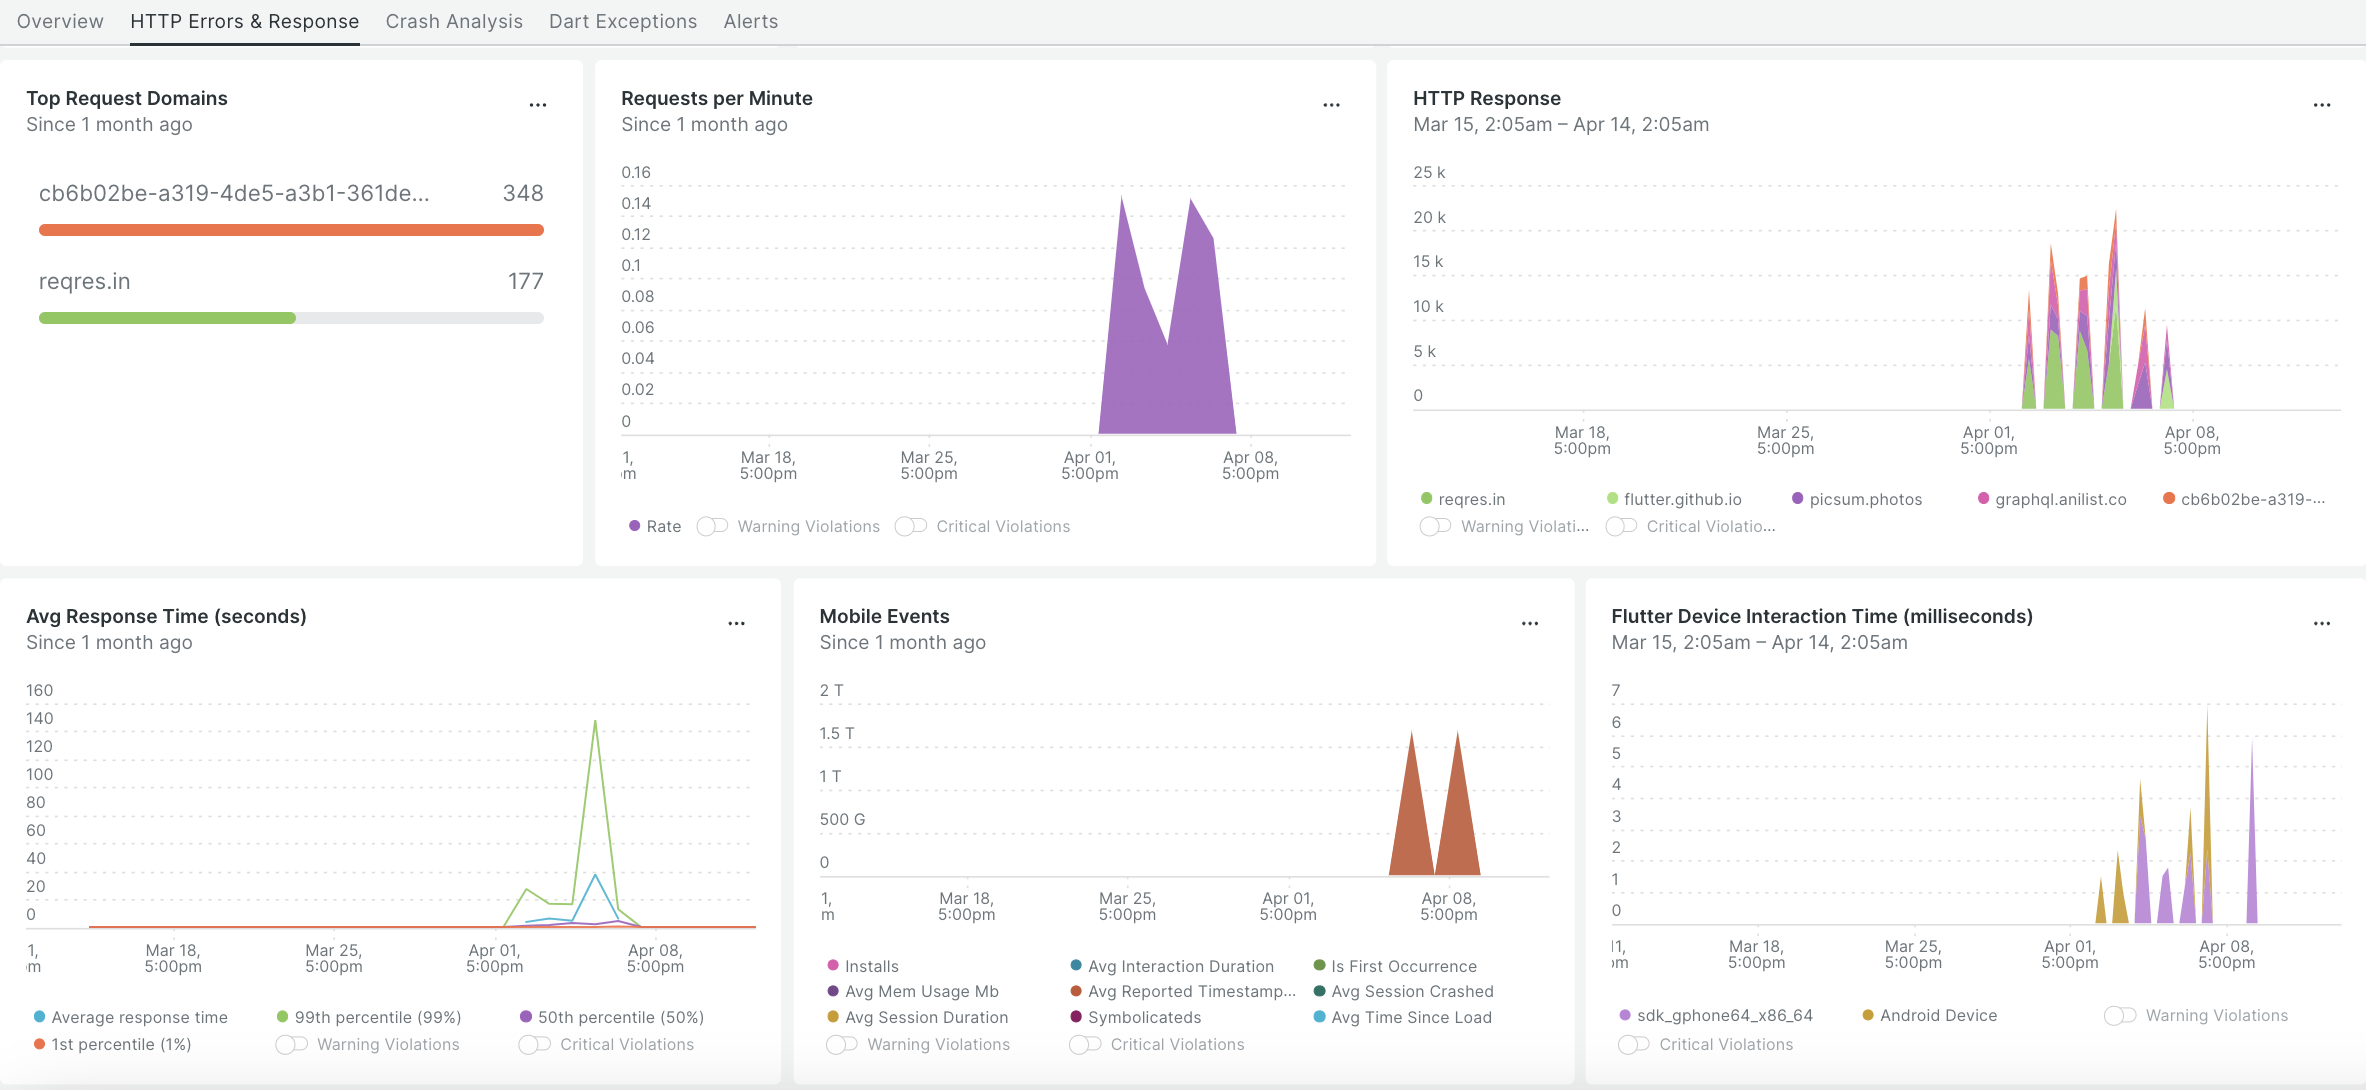 Overview HTTP Errors & Response Crash Analysis Dart Exceptions Alerts
Top Request Domains
Since 1 month ago
cb6b02be-a319-4de5-a3b1-361de... 348
reqres.in 177
Requests per Minute
Since 1 month ago
0.16
0.14
0.12
0.1
0.08
0.06
0.04
0.02
0
1, Mar 18, Mar 25, Apr 01, Apr 08,
m 5:00pm 5:00pm 5:00pm 5:00pm
Rate Warning Violations Critical Violations
HTTP Response
Mar 15, 2:05am – Apr 14, 2:05am
25 k
20 k
15 k
10 k
5 k
0
Mar 18, Mar 25, Apr 01, Apr 08,
5:00pm 5:00pm 5:00pm 5:00pm
reqres.in flutter.github.io picsum.photos graphql.anilist.co cb6b02be-a319-...
Warning Violati... Critical Violatio...
Avg Response Time (seconds)
Since 1 month ago
160
140
120
100
80
60
40
20
0
1, Mar 18, Mar 25, Apr 01, Apr 08,
m 5:00pm 5:00pm 5:00pm 5:00pm
Average response time 99th percentile (99%) 50th percentile (50%)
1st percentile (1%) Warning Violations Critical Violations
Mobile Events
Since 1 month ago
2 T
1.5 T
1 T
500 G
0
1, Mar 18, Mar 25, Apr 01, Apr 08,
m 5:00pm 5:00pm 5:00pm 5:00pm
Installs Avg Interaction Duration Is First Occurrence
Avg Mem Usage Mb Avg Reported Timestamp... Avg Session Crashed
Avg Session Duration Symbolicateds Avg Time Since Load
Warning Violations Critical Violations
Flutter Device Interaction Time (milliseconds)
Mar 15, 2:05am – Apr 14, 2:05am
7
6
5
4
3
2
1
0
11, Mar 18, Mar 25, Apr 01, Apr 08,
pm 5:00pm 5:00pm 5:00pm 5:00pm
sdk_gphone64_x86_64 Android Device Warning Violations
Critical Violations